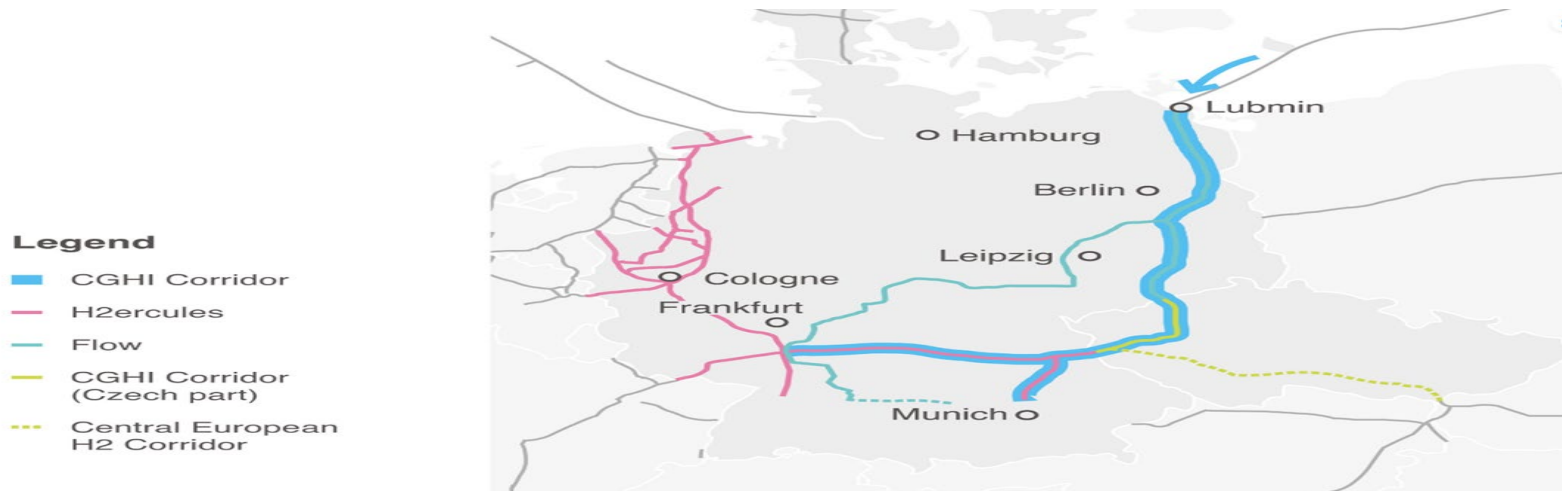 Legend
CGHI Corridor
H2ercules
Flow
CGHI Corridor
(Czech part)
Central European
H2 Corridor
Lubmin
Hamburg
Berlin
Leipzig
Cologne
Frankfurt
Munich